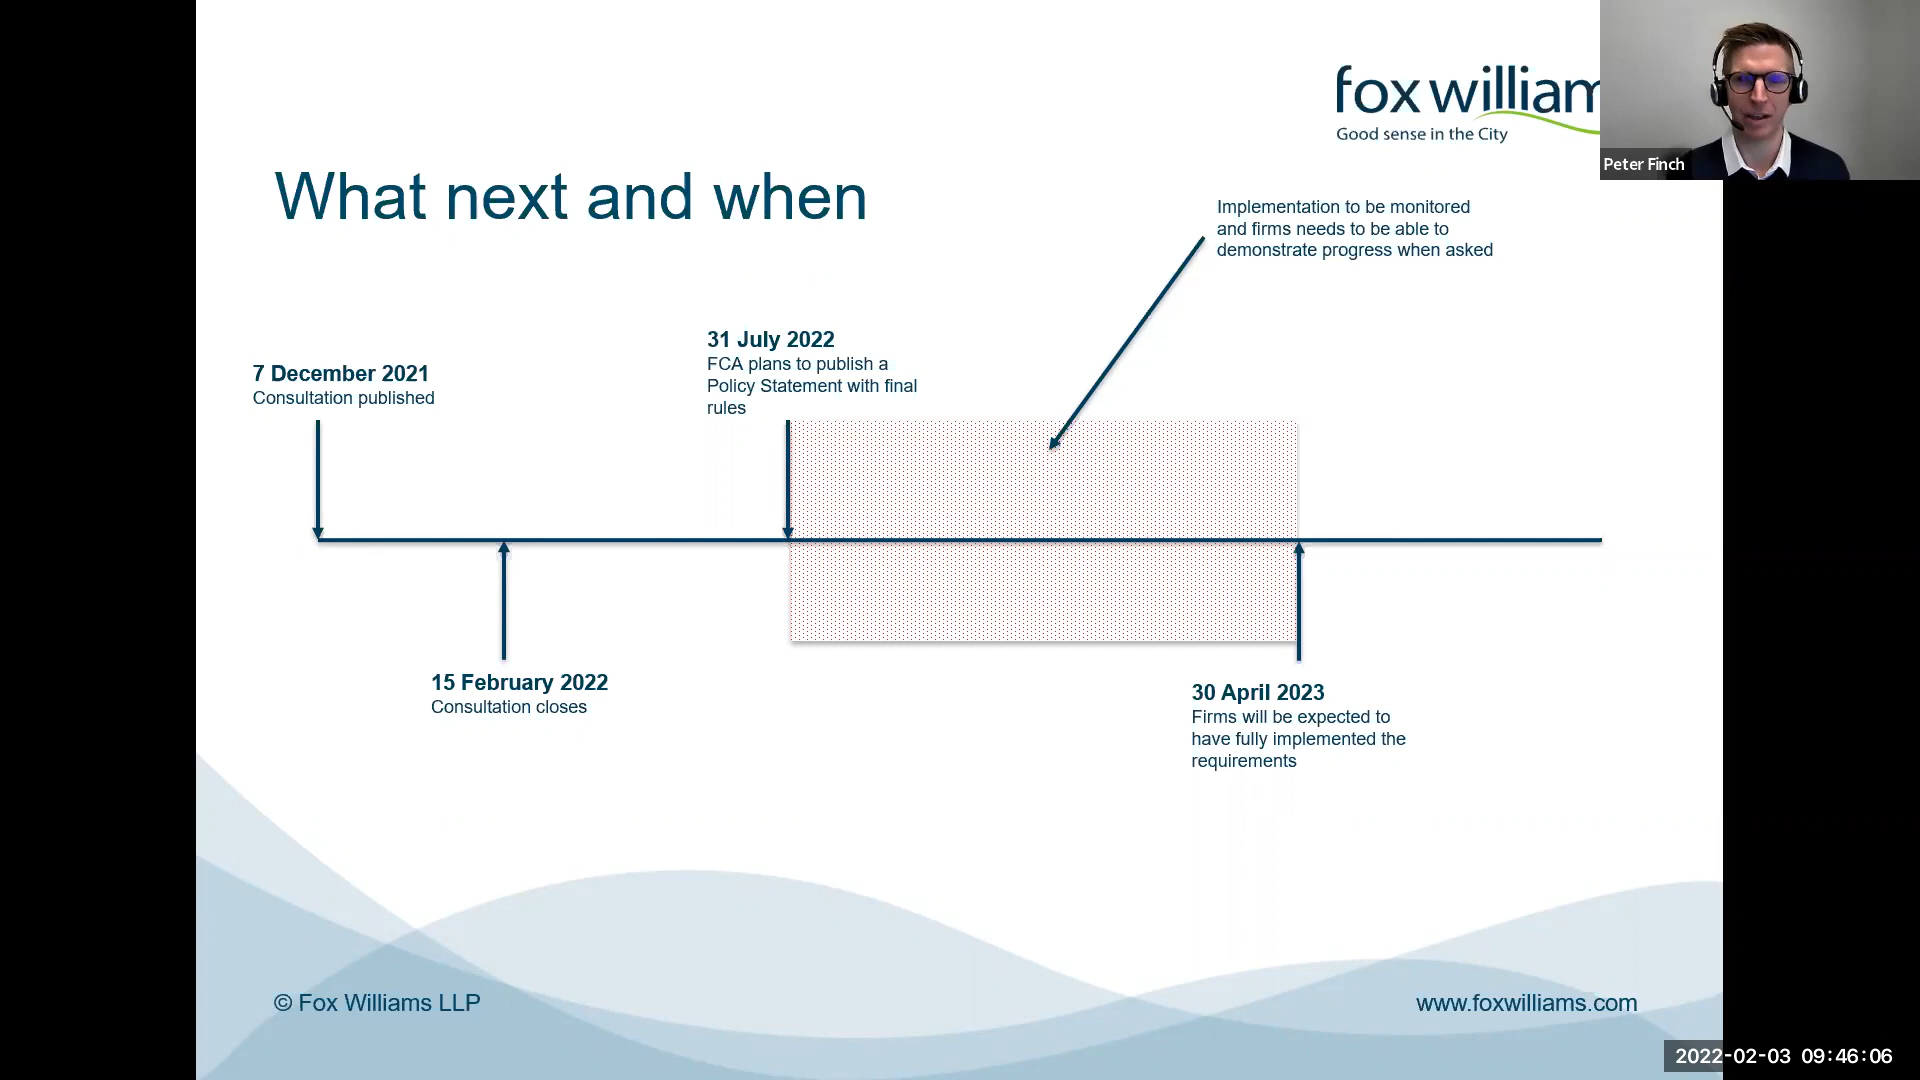 fox william
Good sense in the City
Peter Finch
What next and when
Implementation to be monitored
and firms needs to be able to
demonstrate progress when asked
31 July 2022
FCA plans to publish a
Policy Statement with final
rules
7 December 2021
Consultation published
15 February 2022
Consultation closes
30 April 2023
Firms will be expected to
have fully implemented the
requirements
© Fox Williams LLP
www.foxwilliams.com
2022-02-03 09:46:06